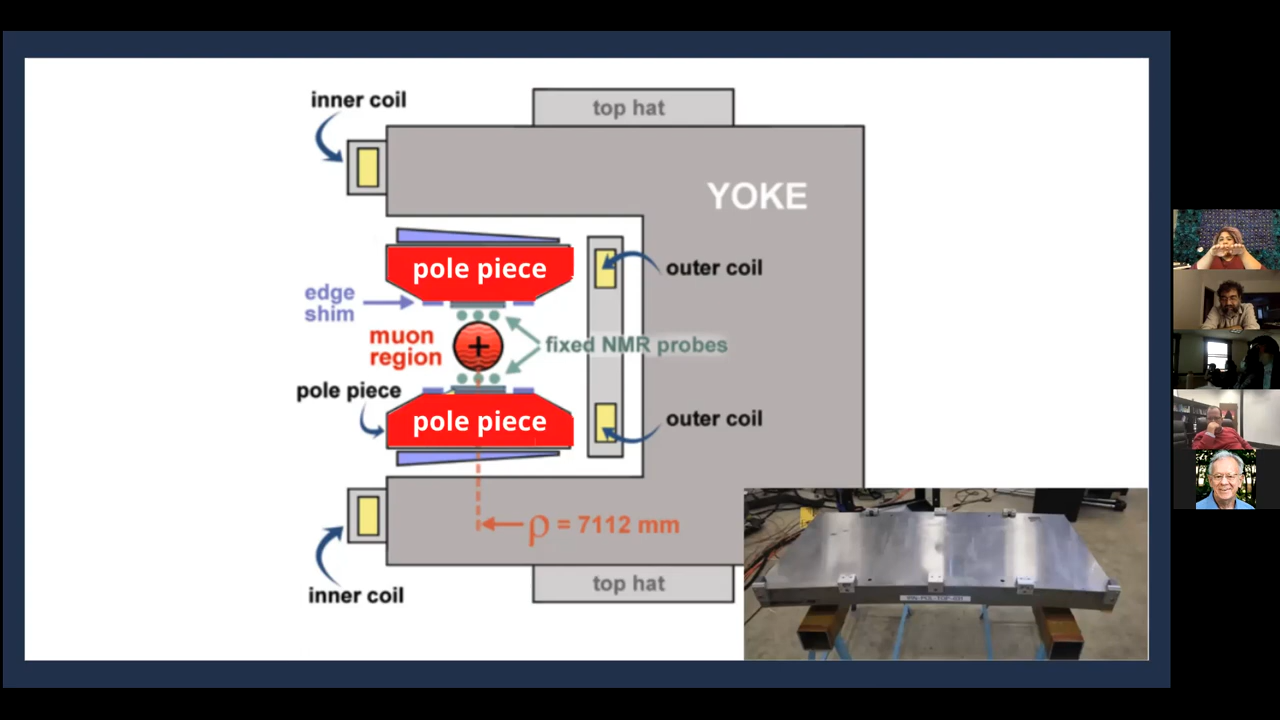 inner coil
top hat
YOKE
pole piece
outer coil
edge
shim
muon
region
fixed NMR probes
pole piece
pole piece
outer coil
ρ = 7112 mm
top hat
inner coil